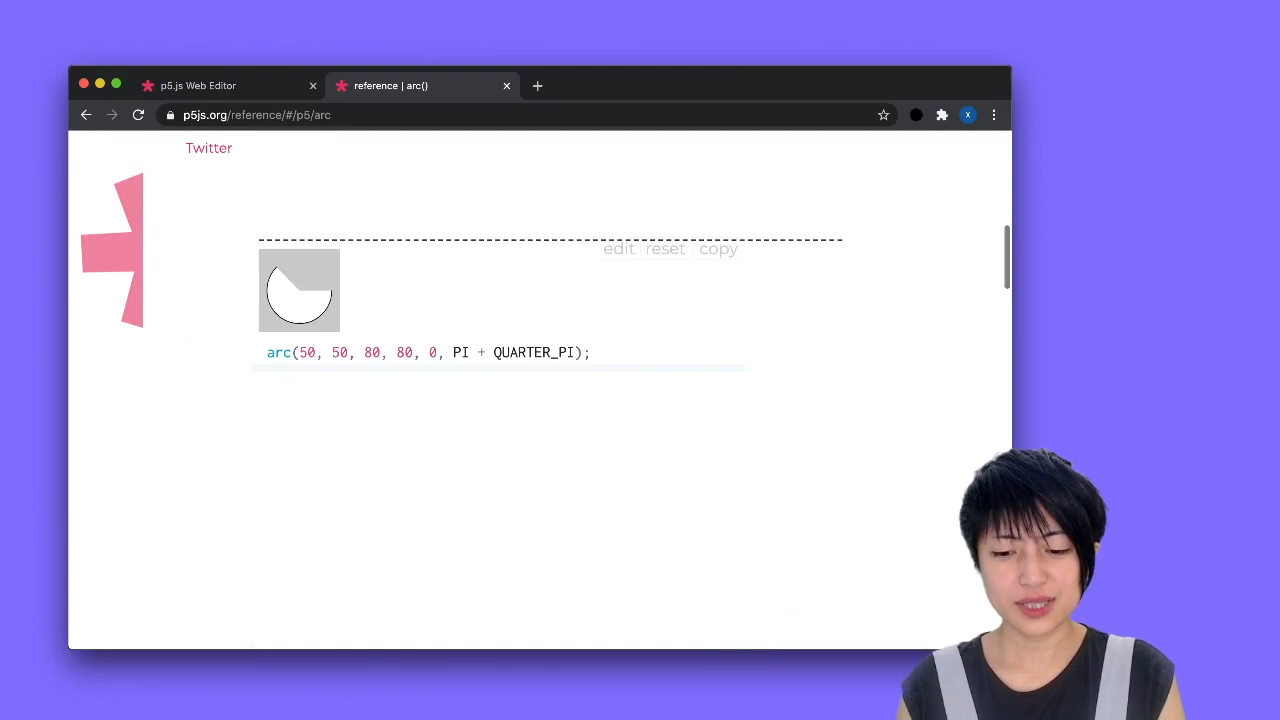 p5.js Web Editor
reference | arc()
p5js.org/reference/#/p5/arc
X
Twitter
edit reset copy
arc(50, 50, 80, 80, 0, PI + QUARTER_PI);